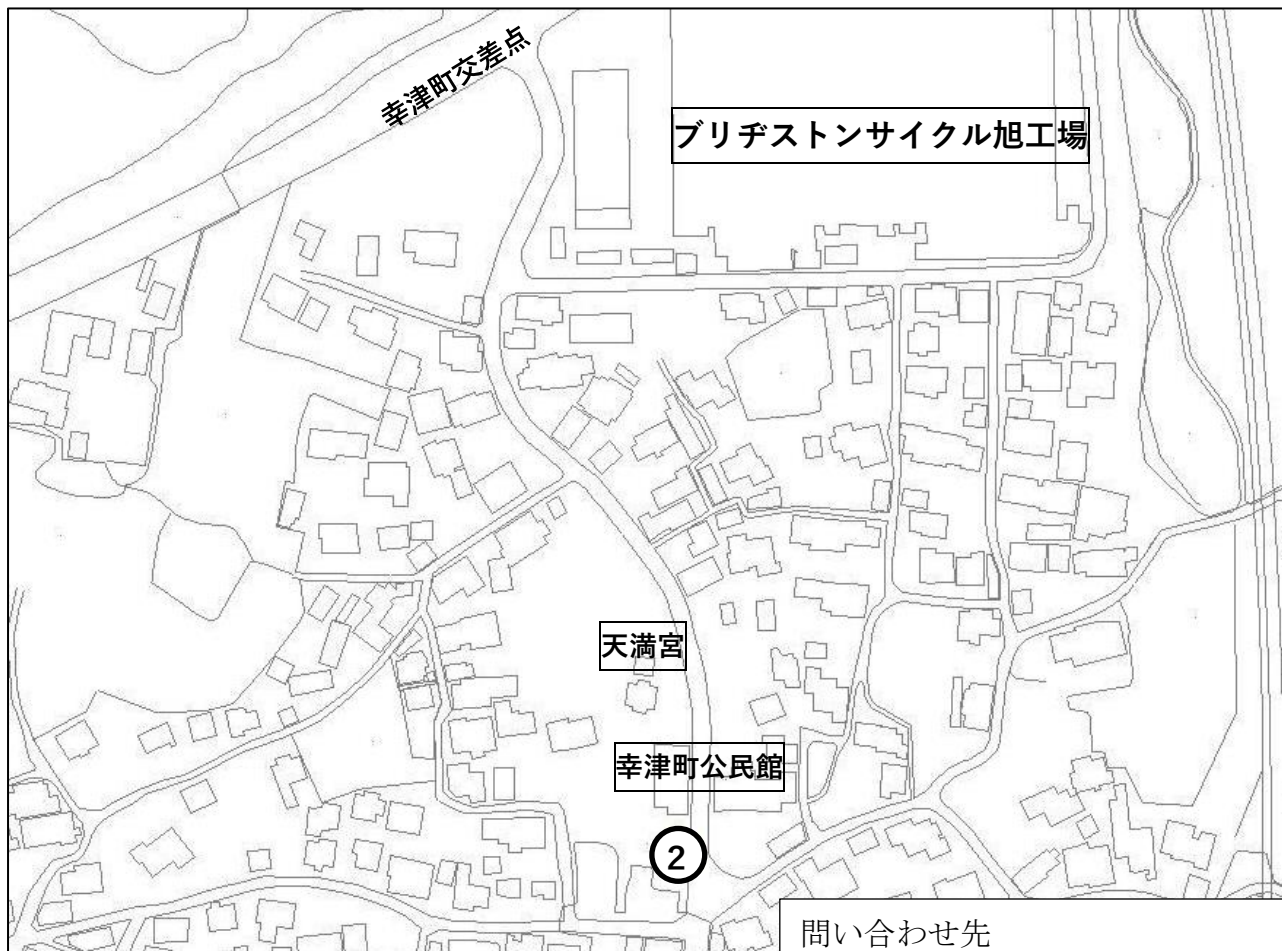 幸津町交差点
ブリヂストンサイクル旭工場
天満宮
幸津町公民館
②
問い合わせ先